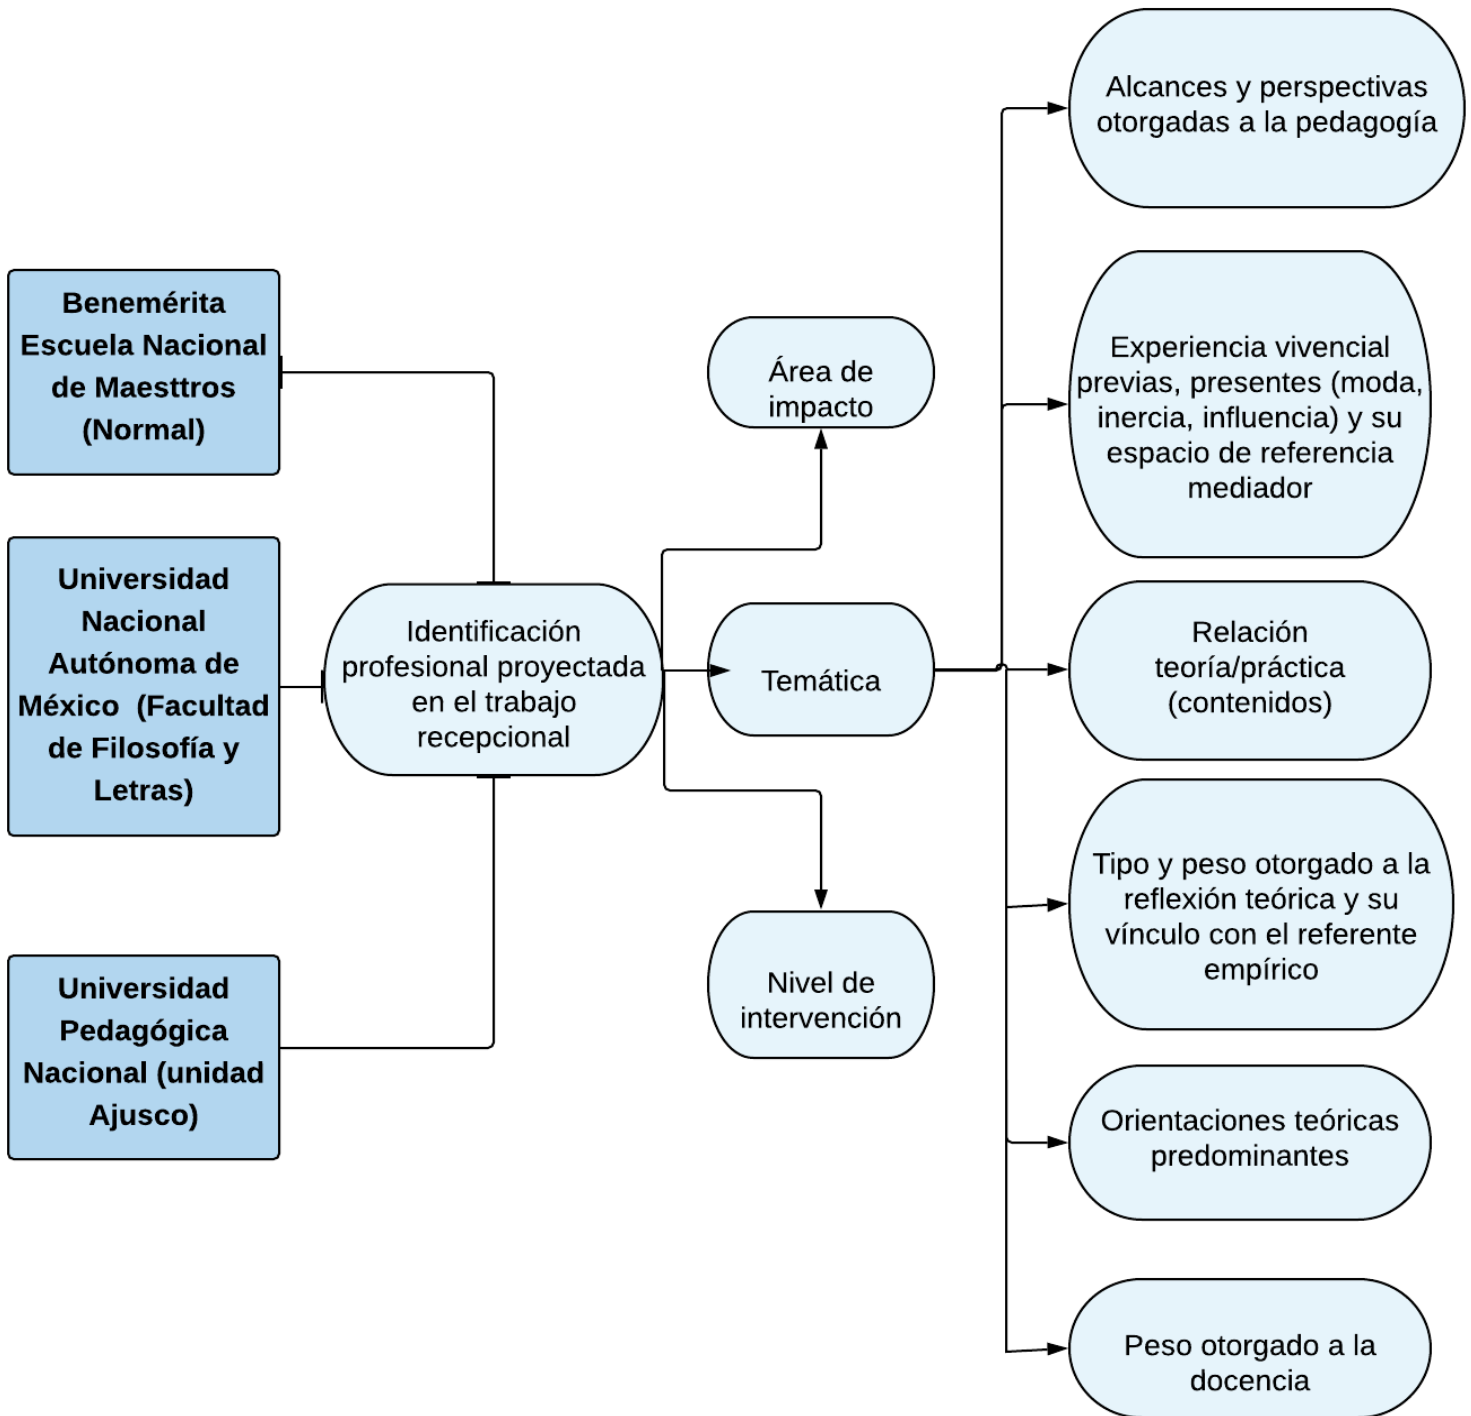 Benemérita
Escuela Nacional
de Maesttros
(Normal)
Universidad
Nacional
Autónoma de
México (Facultad
de Filosofía y
Letras)
Universidad
Pedagógica
Nacional (unidad
Ajusco)
Identificación
profesional proyectada
en el trabajo
recepcional
Área de
impacto
Temática
Nivel de
intervención
Alcances y perspectivas
otorgadas a la pedagogía
Experiencia vivencial
previas, presentes (moda,
inercia, influencia) y su
espacio de referencia
mediador
Relación
teoría/práctica
(contenidos)
Tipo y peso otorgado a la
reflexión teórica y su
vínculo con el referente
empírico
Orientaciones teóricas
predominantes
Peso otorgado a la
docencia